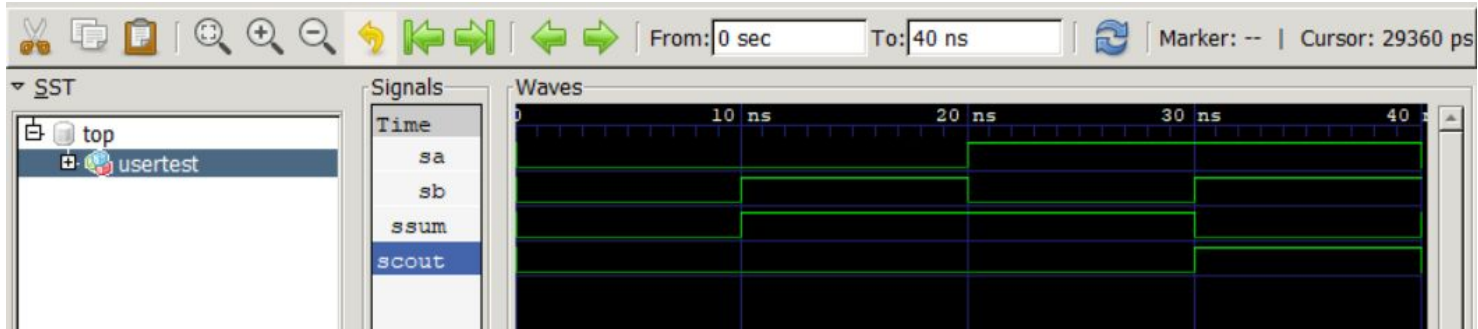 From: 0 sec To: 40 ns Marker: -- | Cursor: 29360 ps
SST
Signals
Waves
top
usertest
Time
sa
sb
ssum
scout
0 10 ns 20 ns 30 ns 40